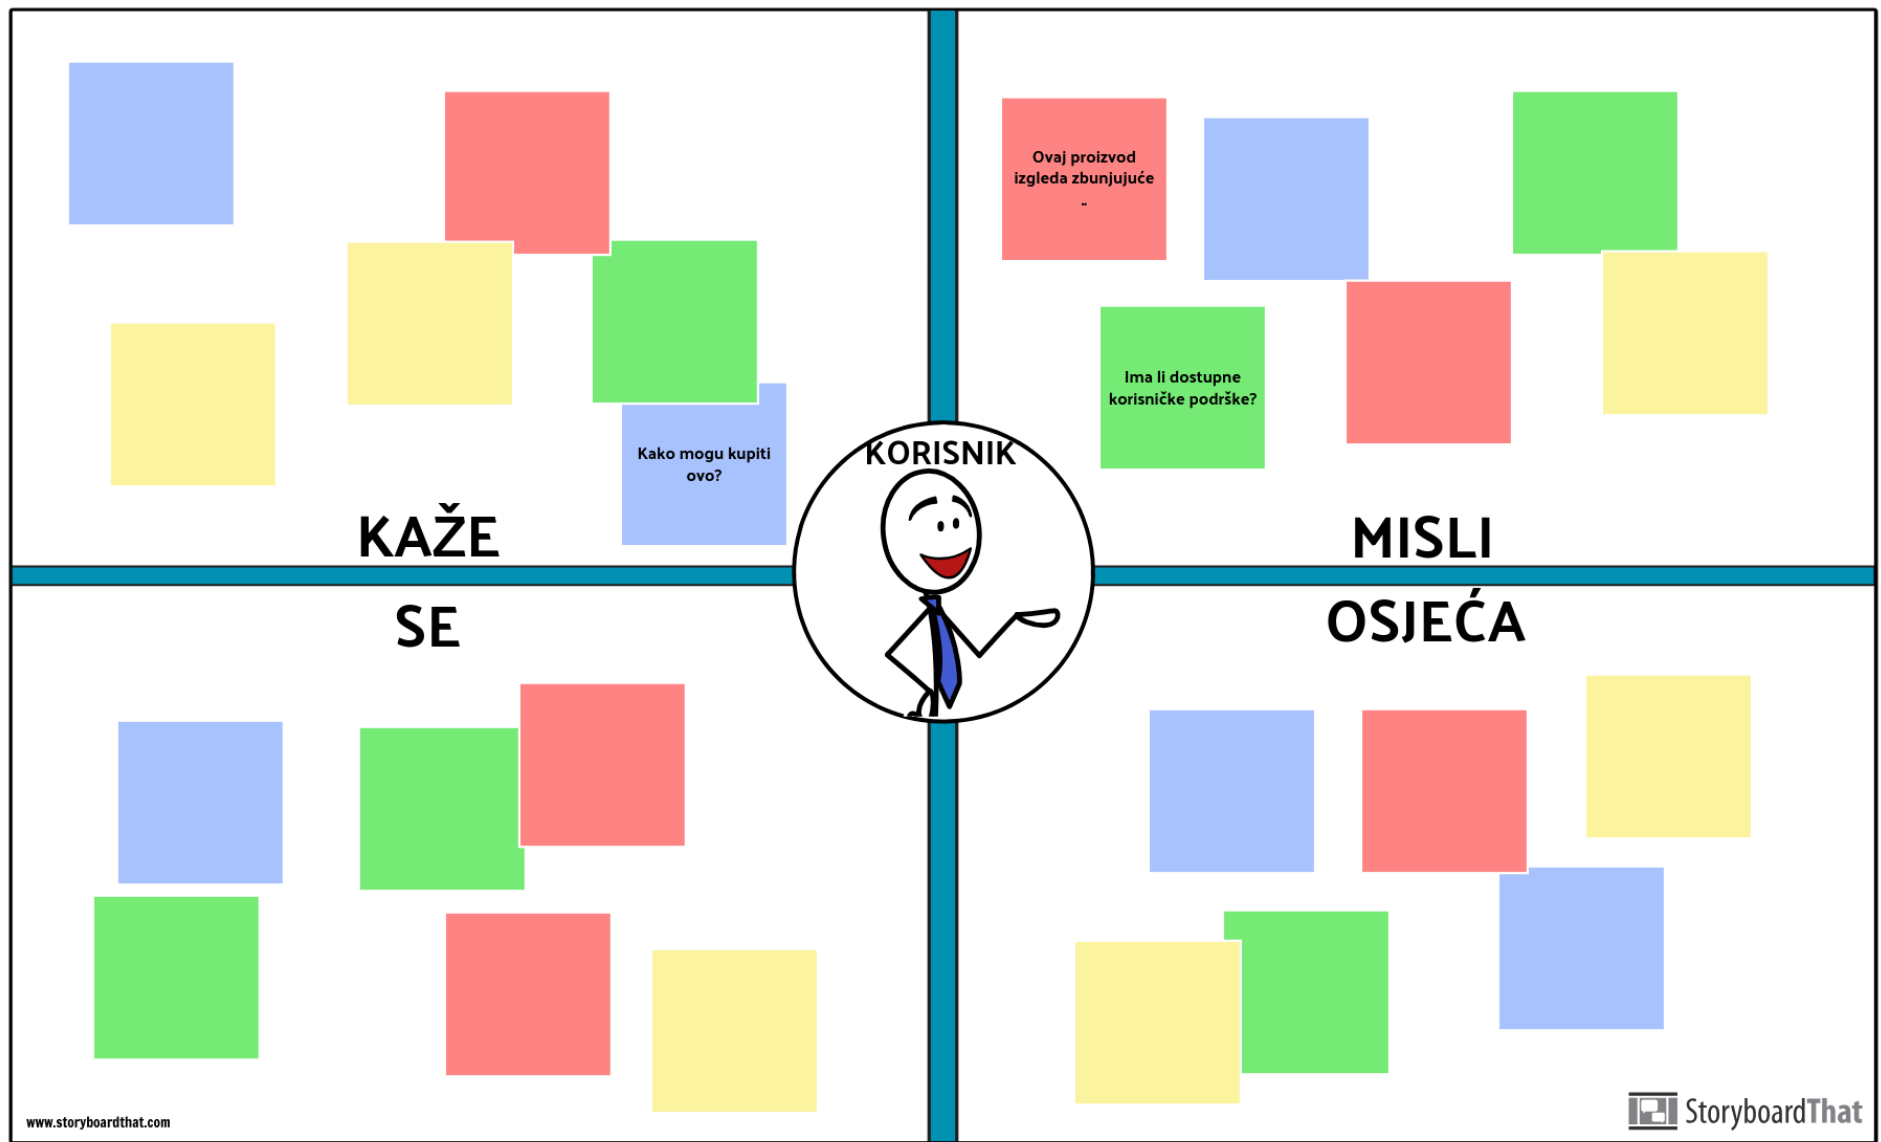 Ovaj proizvod
izgleda zbunjujuće
..
Ima li dostupne
korisničke podrške?
Kako mogu kupiti
ovo?
KORISNIK
KAŽE
MISLI
SE
OSJEĆA
www.storyboardthat.com
StoryboardThat